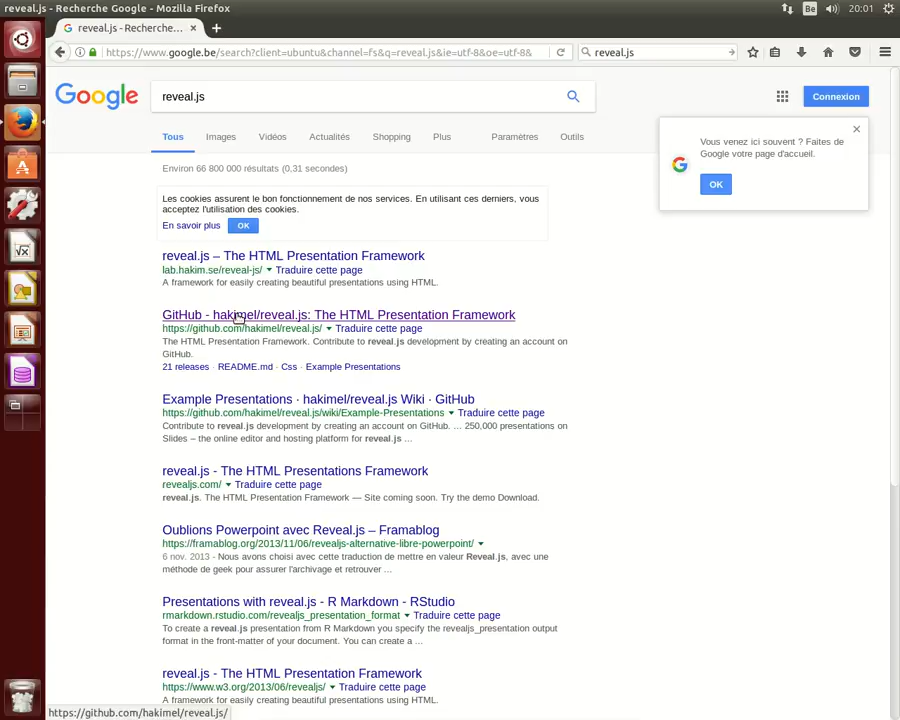 reveal.js - Recherche Google - Mozilla Firefox
Be
20:01
reveal.js - Recherche...
https://www.google.be/search?client=ubuntu&channel=fs&q=reveal.js&ie=utf-8&oe=utf-8&
reveal.js
Google
reveal.js
Connexion
Tous
Images
Vidéos
Actualités
Shopping
Plus
Paramètres
Outils
Vous venez ici souvent ? Faites de
Google votre page d'accueil.
OK
Environ 66 800 000 résultats (0,31 secondes)
Les cookies assurent le bon fonctionnement de nos services. En utilisant ces derniers, vous
acceptez l'utilisation des cookies.
En savoir plus
OK
reveal.js – The HTML Presentation Framework
lab.hakim.se/reveal-js/ Traduire cette page
A framework for easily creating beautiful presentations using HTML.
GitHub - hakimel/reveal.js: The HTML Presentation Framework
https://github.com/hakimel/reveal.js/ Traduire cette page
The HTML Presentation Framework. Contribute to reveal.js development by creating an account on
GitHub.
21 releases · README.md · Css · Example Presentations
Example Presentations · hakimel/reveal.js Wiki · GitHub
https://github.com/hakimel/reveal.js/wiki/Example-Presentations Traduire cette page
Contribute to reveal.js development by creating an account on GitHub. ... 250,000 presentations on
Slides – the online editor and hosting platform for reveal.js ...
reveal.js - The HTML Presentations Framework
revealjs.com/ Traduire cette page
reveal.js. The HTML Presentation Framework — Site coming soon. Try the demo Download.
Oublions Powerpoint avec Reveal.js – Framablog
https://framablog.org/2013/11/06/revealjs-alternative-libre-powerpoint/
6 nov. 2013 - Nous avons choisi avec cette traduction de mettre en valeur Reveal.js, avec une
méthode de geek pour assurer l'archivage et retrouver ...
Presentations with reveal.js - R Markdown - RStudio
rmarkdown.rstudio.com/revealjs_presentation_format Traduire cette page
To create a reveal.js presentation from R Markdown you specify the revealjs_presentation output
format in the front-matter of your document. You can create a ...
reveal.js - The HTML Presentation Framework
https://www.w3.org/2013/06/revealjs/ Traduire cette page
A framework for easily creating beautiful presentations using HTML.
https://github.com/hakimel/reveal.js/